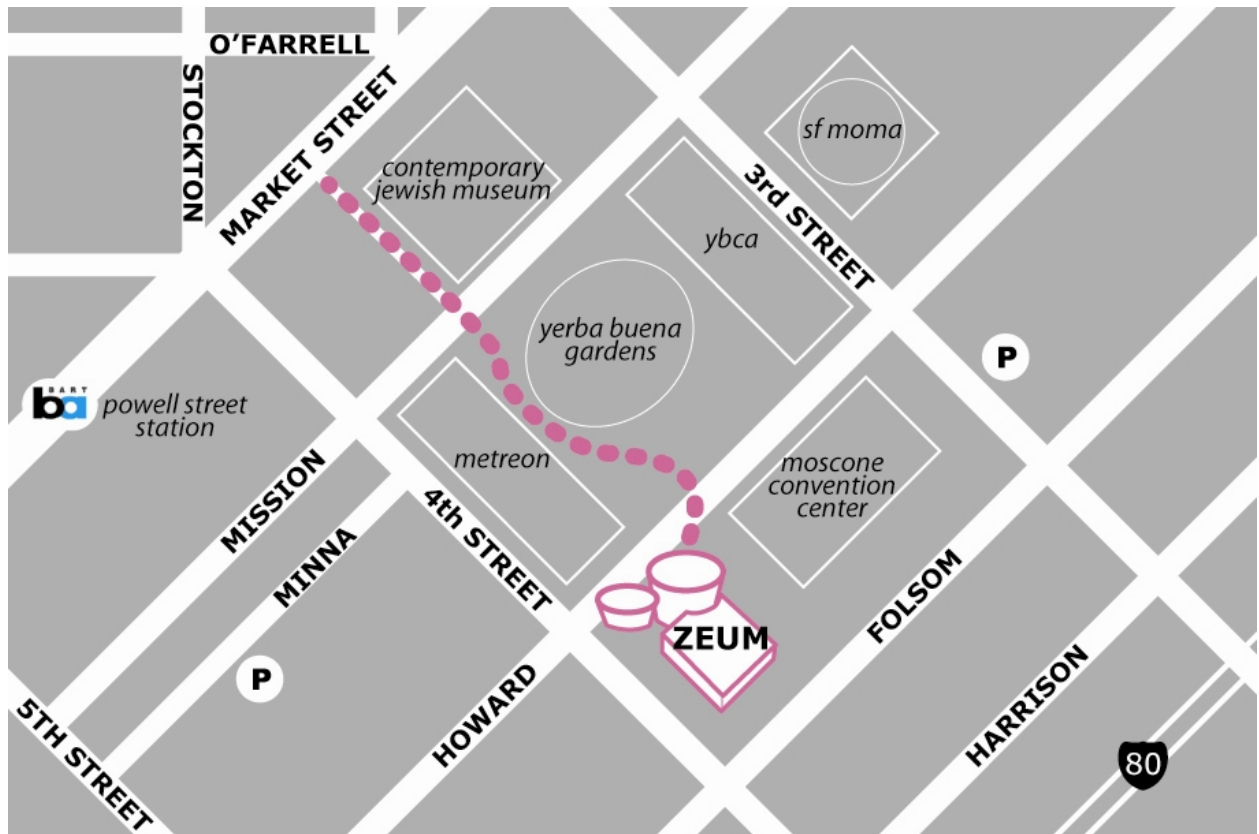 O'FARRELL
STOCKTON
MARKET STREET
contemporary
jewish museum
sf moma
3rd STREET
ybca
yerba buena
gardens
P
BART
ba
powell street
station
metreon
moscone
convention
center
MISSION
4th STREET
MINNA
ZEUM
FOLSOM
P
HOWARD
HARRISON
5TH STREET
80